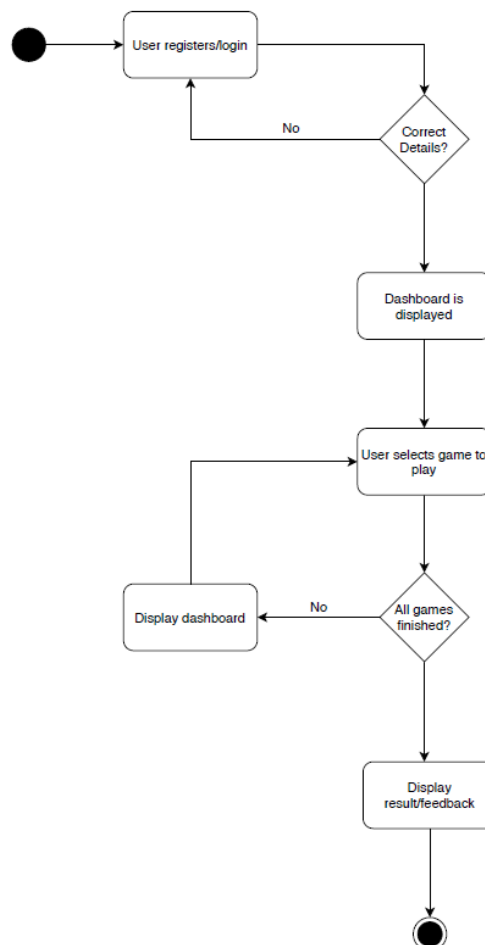 User registers/login
No
Correct
Details?
Dashboard is
displayed
User selects game to
play
Display dashboard
No
All games
finished?
Display
result/feedback